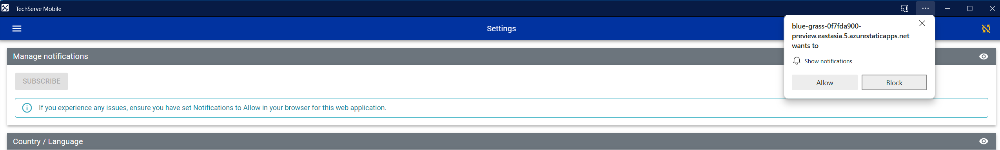 TechServe Mobile
Settings
blue-grass-0f7fda900-
preview.eastasia.5.azurestaticapps.net
wants to
Show notifications
Allow
Block
Manage notifications
SUBSCRIBE
If you experience any issues, ensure you have set Notifications to Allow in your browser for this web application.
Country / Language